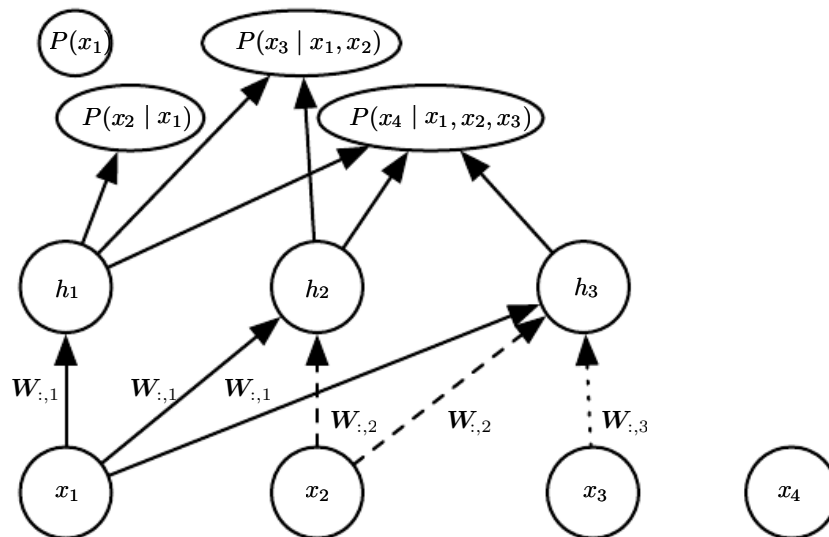 P(x₁)
P(x₃ | x₁, x₂)
P(x₂ | x₁)
P(x₄ | x₁, x₂, x₃)
h₁
h₂
h₃
W:,1
W:,1
W:,1
W:,2
W:,2
W:,3
x₁
x₂
x₃
x₄